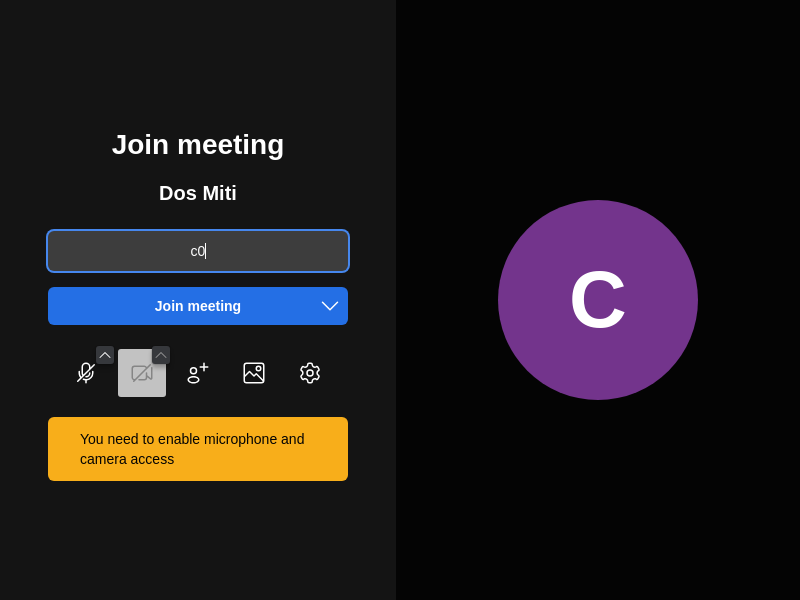 Join meeting
Dos Miti
c0
Join meeting
You need to enable microphone and
camera access
C